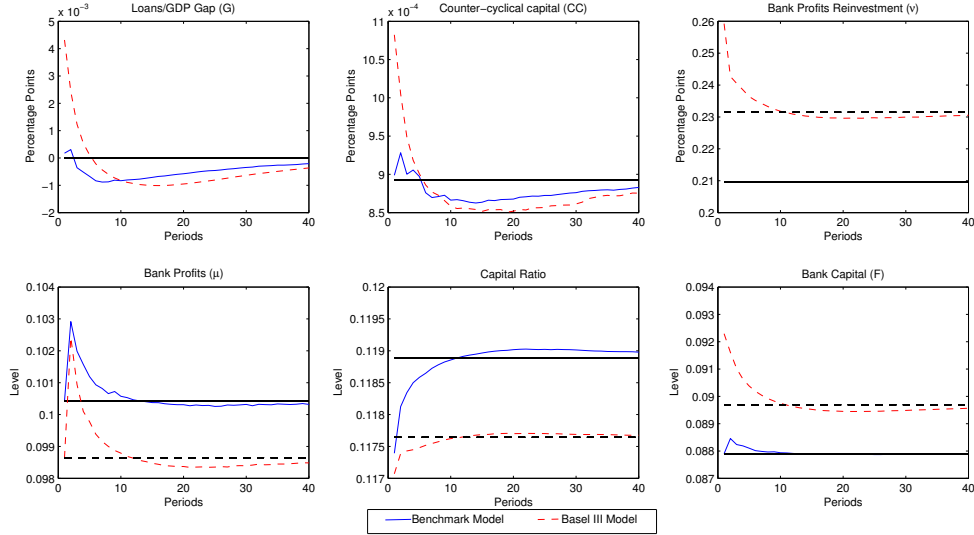 Loans/GDP Gap (G)
x 10⁻³
5
4
3
2
1
0
−1
−2
Percentage Points
0 10 20 30 40
Periods
Counter−cyclical capital (CC)
x 10⁻⁴
11
10.5
10
9.5
9
8.5
Percentage Points
0 10 20 30 40
Periods
Bank Profits Reinvestment (ν)
0.26
0.25
0.24
0.23
0.22
0.21
0.2
Percentage Points
0 10 20 30 40
Periods
Bank Profits (μ)
0.104
0.103
0.102
0.101
0.1
0.099
0.098
Level
0 10 20 30 40
Periods
Capital Ratio
0.12
0.1195
0.119
0.1185
0.118
0.1175
0.117
Level
0 10 20 30 40
Periods
Bank Capital (F)
0.094
0.093
0.092
0.091
0.09
0.089
0.088
0.087
Level
0 10 20 30 40
Periods
Benchmark Model Basel III Model